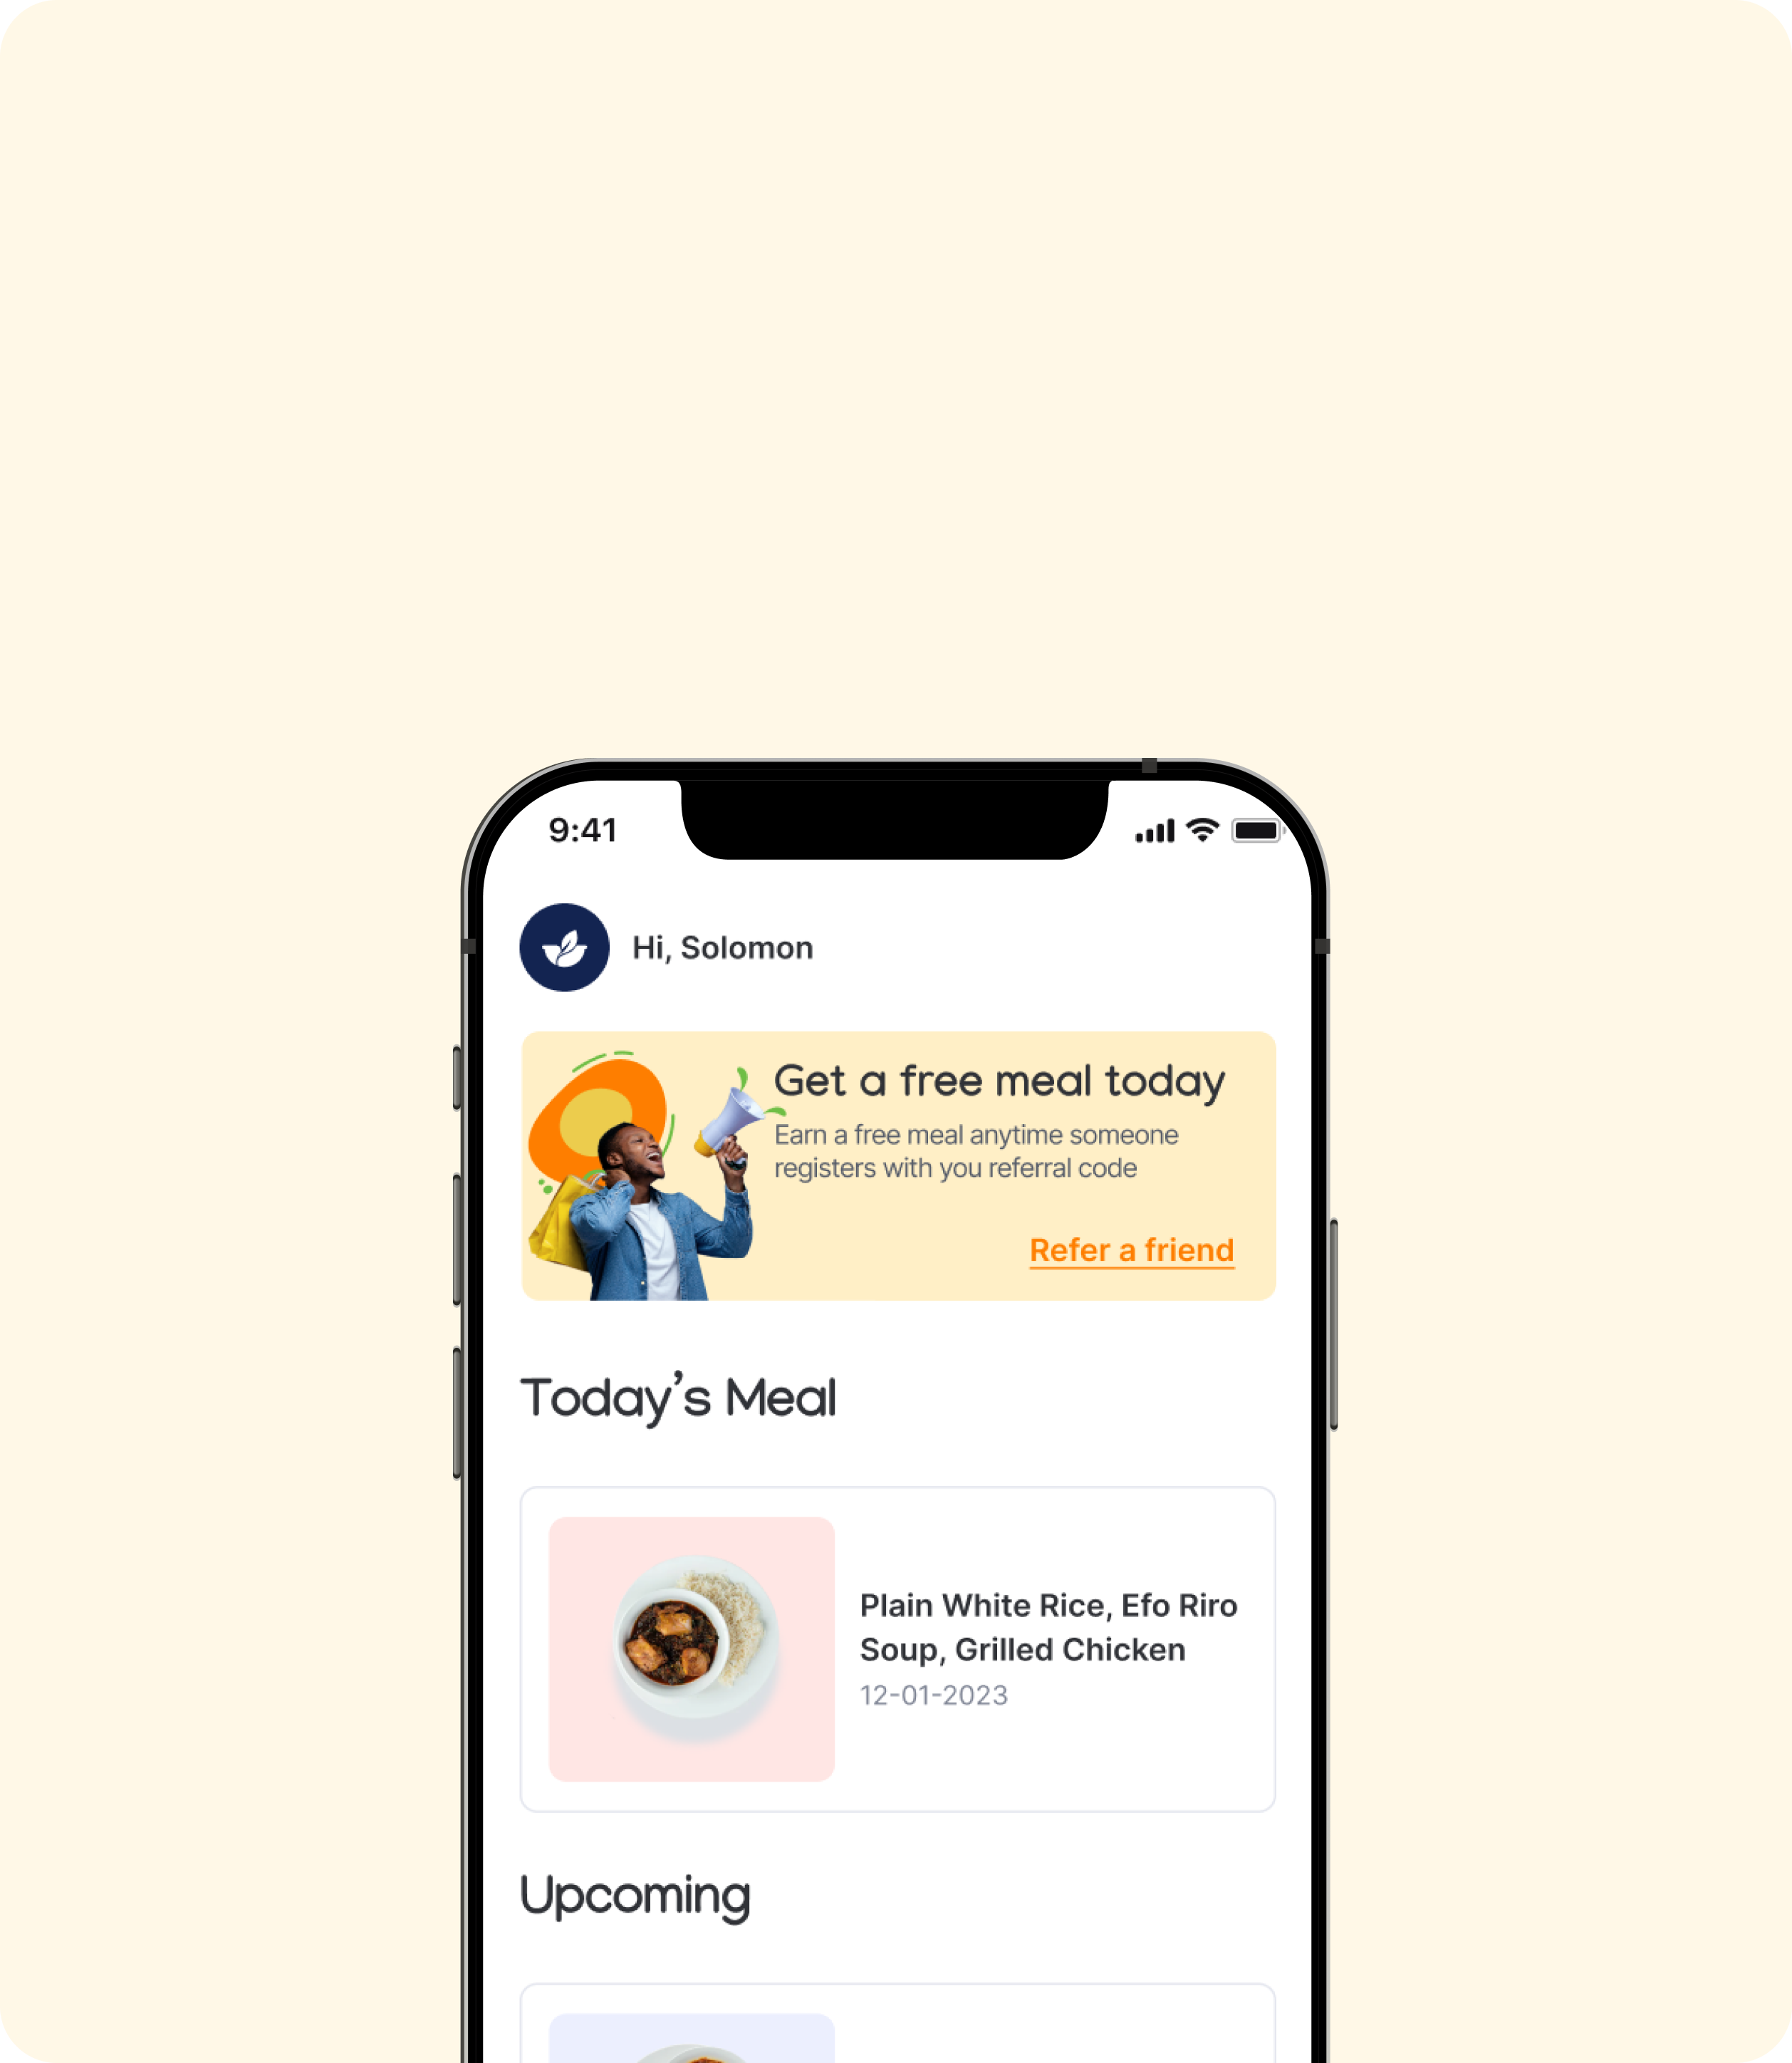 9:41
Hi, Solomon
Get a free meal today
Earn a free meal anytime someone
registers with you referral code
Refer a friend
Today’s Meal
Plain White Rice, Efo Riro
Soup, Grilled Chicken
12-01-2023
Upcoming